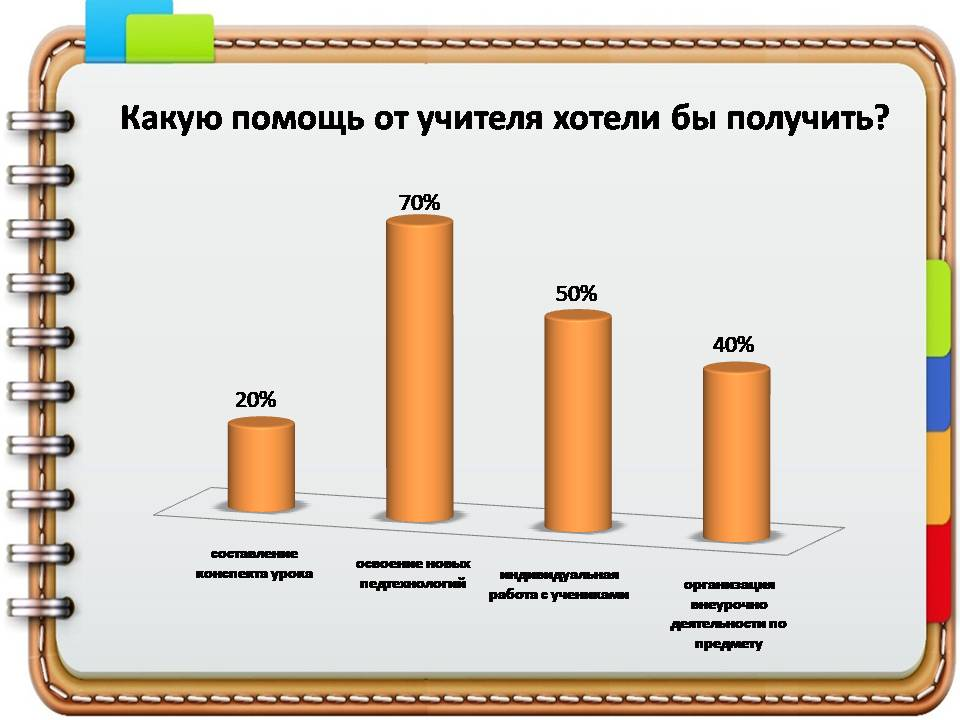 Какую помощь от учителя хотели бы получить?
70%
50%
40%
20%
составление
конспекта урока
освоение новых
педтехнологий
индивидуальная
работа с учениками
организация
внеурочно
деятельности по
предмету